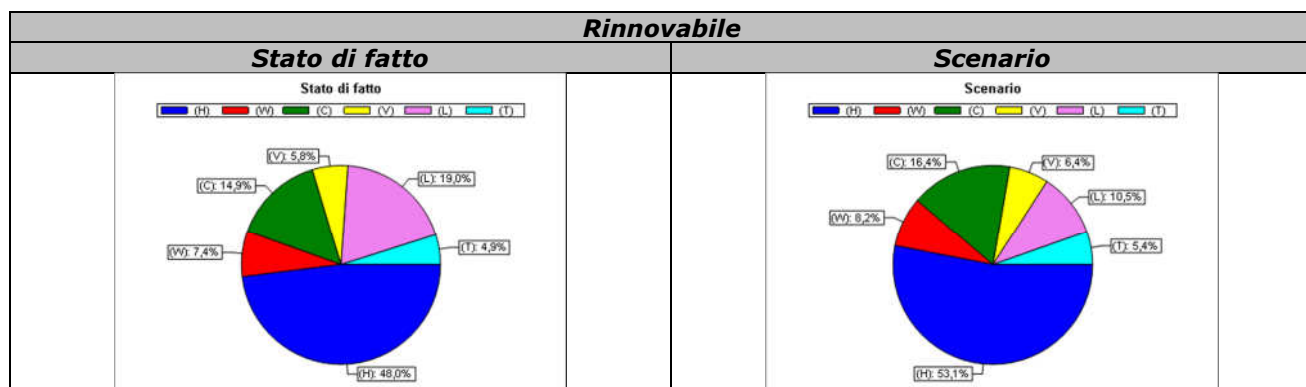 Rinnovabile
Stato di fatto
Scenario
Stato di fatto
(H) (W) (C) (V) (L) (T)
(V): 5,8%
(L): 19,0%
(C): 14,9%
(T): 4,9%
(W): 7,4%
(H): 48,0%
Scenario
(H) (W) (C) (V) (L) (T)
(C): 16,4%
(V): 6,4%
(L): 10,5%
(W): 8,2%
(T): 5,4%
(H): 53,1%